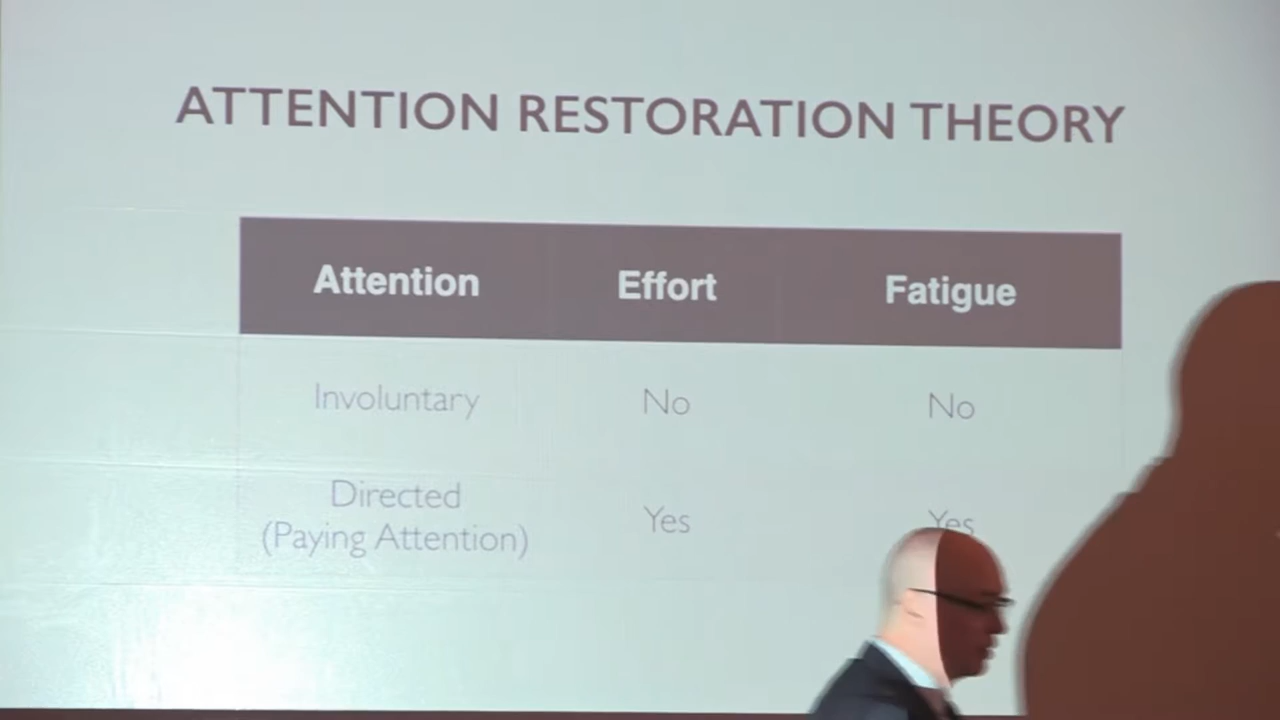 ATTENTION RESTORATION THEORY
Attention Effort Fatigue
Involuntary No No
Directed
(Paying Attention) Yes Yes